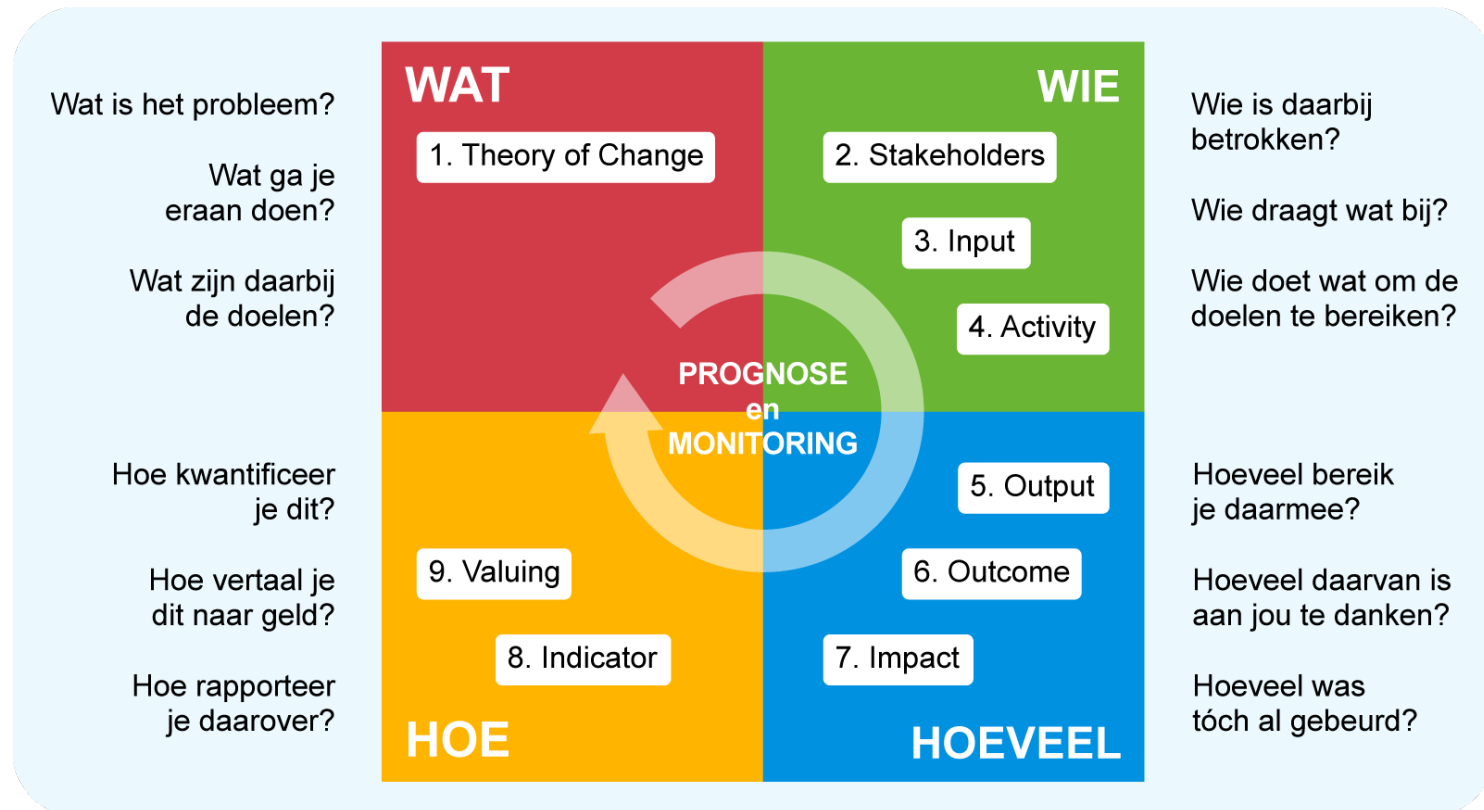 WAT
Wat is het probleem?
Wat ga je
eraan doen?
Wat zijn daarbij
de doelen?
1. Theory of Change
WIE
2. Stakeholders
3. Input
4. Activity
Wie is daarbij
betrokken?
Wie draagt wat bij?
Wie doet wat om de
doelen te bereiken?
PROGNOSE
en
MONITORING
Hoe kwantificeer
je dit?
Hoe vertaal je
dit naar geld?
Hoe rapporteer
je daarover?
9. Valuing
8. Indicator
HOE
5. Output
6. Outcome
7. Impact
HOEVEEL
Hoeveel bereik
je daarmee?
Hoeveel daarvan is
aan jou te danken?
Hoeveel was
tóch al gebeurd?